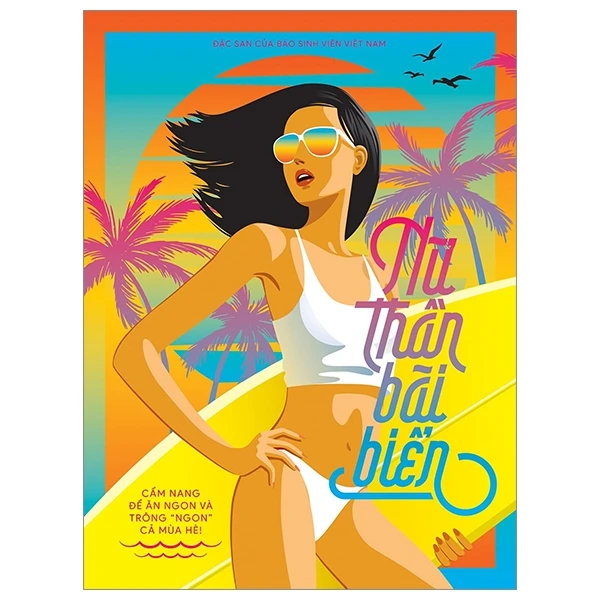 ĐẶC SAN CỦA BÁO SINH VIÊN VIỆT NAM
Nữ
Thần
bãi
biển
CẨM NANG
ĐỂ ĂN NGON VÀ
TRÔNG “NGON”
CẢ MÙA HÈ!